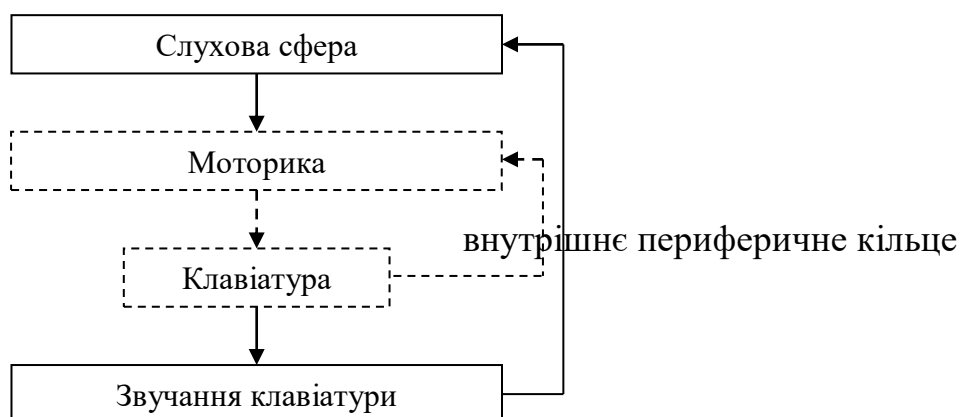 Слухова сфера
Моторика
внутрішнє периферичне кільце
Клавіатура
Звучання клавіатури